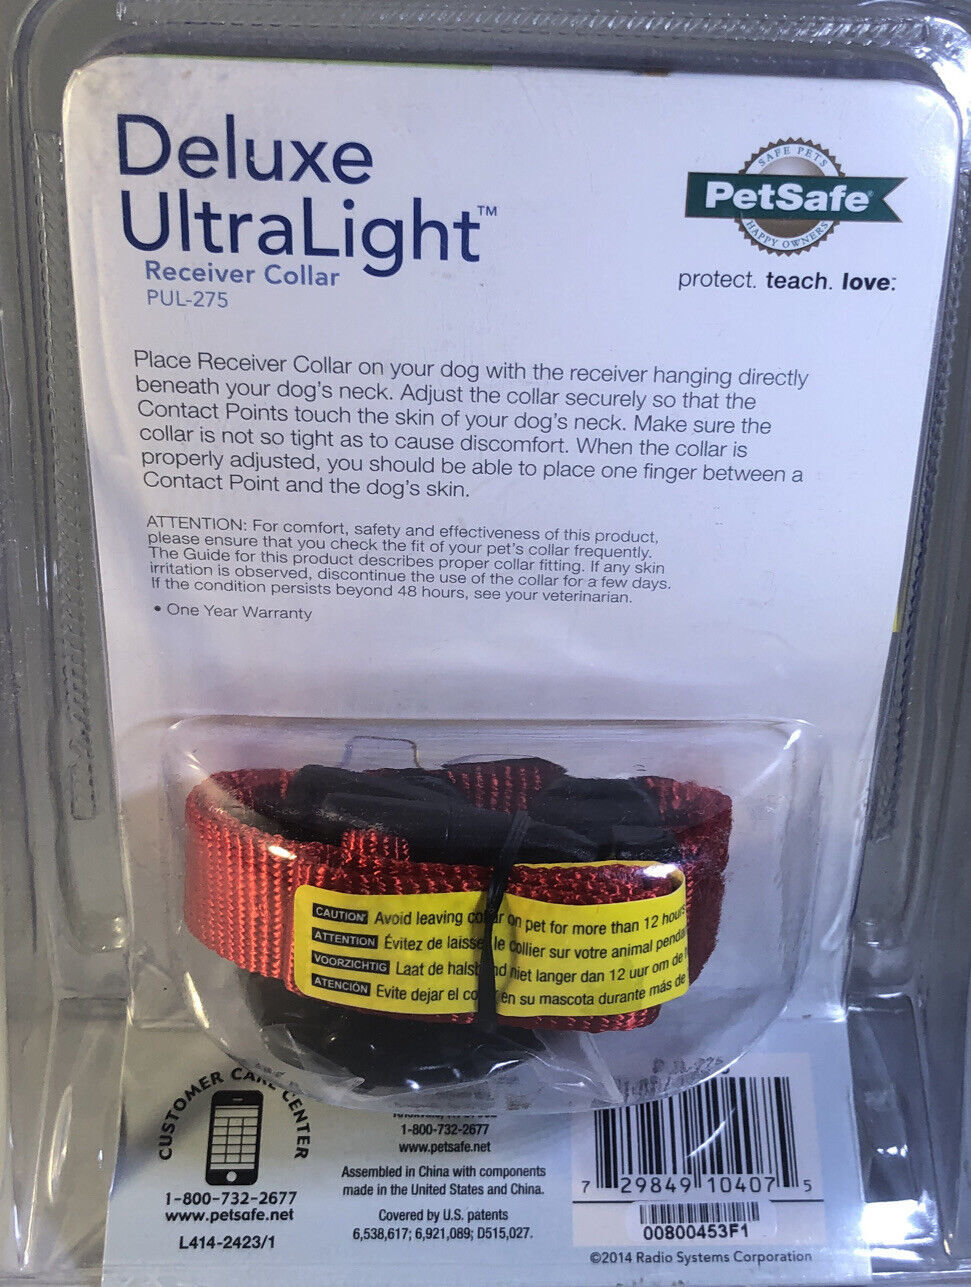 Deluxe
UltraLight™
Receiver Collar
PUL-275
SAFE PETS
PetSafe®
HAPPY OWNERS
protect. teach. love.™
Place Receiver Collar on your dog with the receiver hanging directly
beneath your dog's neck. Adjust the collar securely so that the
Contact Points touch the skin of your dog's neck. Make sure the
collar is not so tight as to cause discomfort. When the collar is
properly adjusted, you should be able to place one finger between a
Contact Point and the dog's skin.
ATTENTION: For comfort, safety and effectiveness of this product,
please ensure that you check the fit of your pet's collar frequently.
The Guide for this product describes proper collar fitting. If any skin
irritation is observed, discontinue the use of the collar for a few days.
If the condition persists beyond 48 hours, see your veterinarian.
• One Year Warranty
CAUTION Avoid leaving collar on pet for more than 12 hours
ATTENTION Évitez de laisser le collier sur votre animal penda
VOORZICHTIG Laat de halsband niet langer dan 12 uur om de
ATENCIÓN Evite dejar el collar en su mascota durante más de
CUSTOMER CARE CENTER
1-800-732-2677
www.petsafe.net
L414-2423/1
1-800-732-2677
www.petsafe.net
Assembled in China with components
made in the United States and China.
Covered by U.S. patents
6,538,617; 6,921,089; D515,027.
7 29849 10407 5
00800453F1
©2014 Radio Systems Corporation